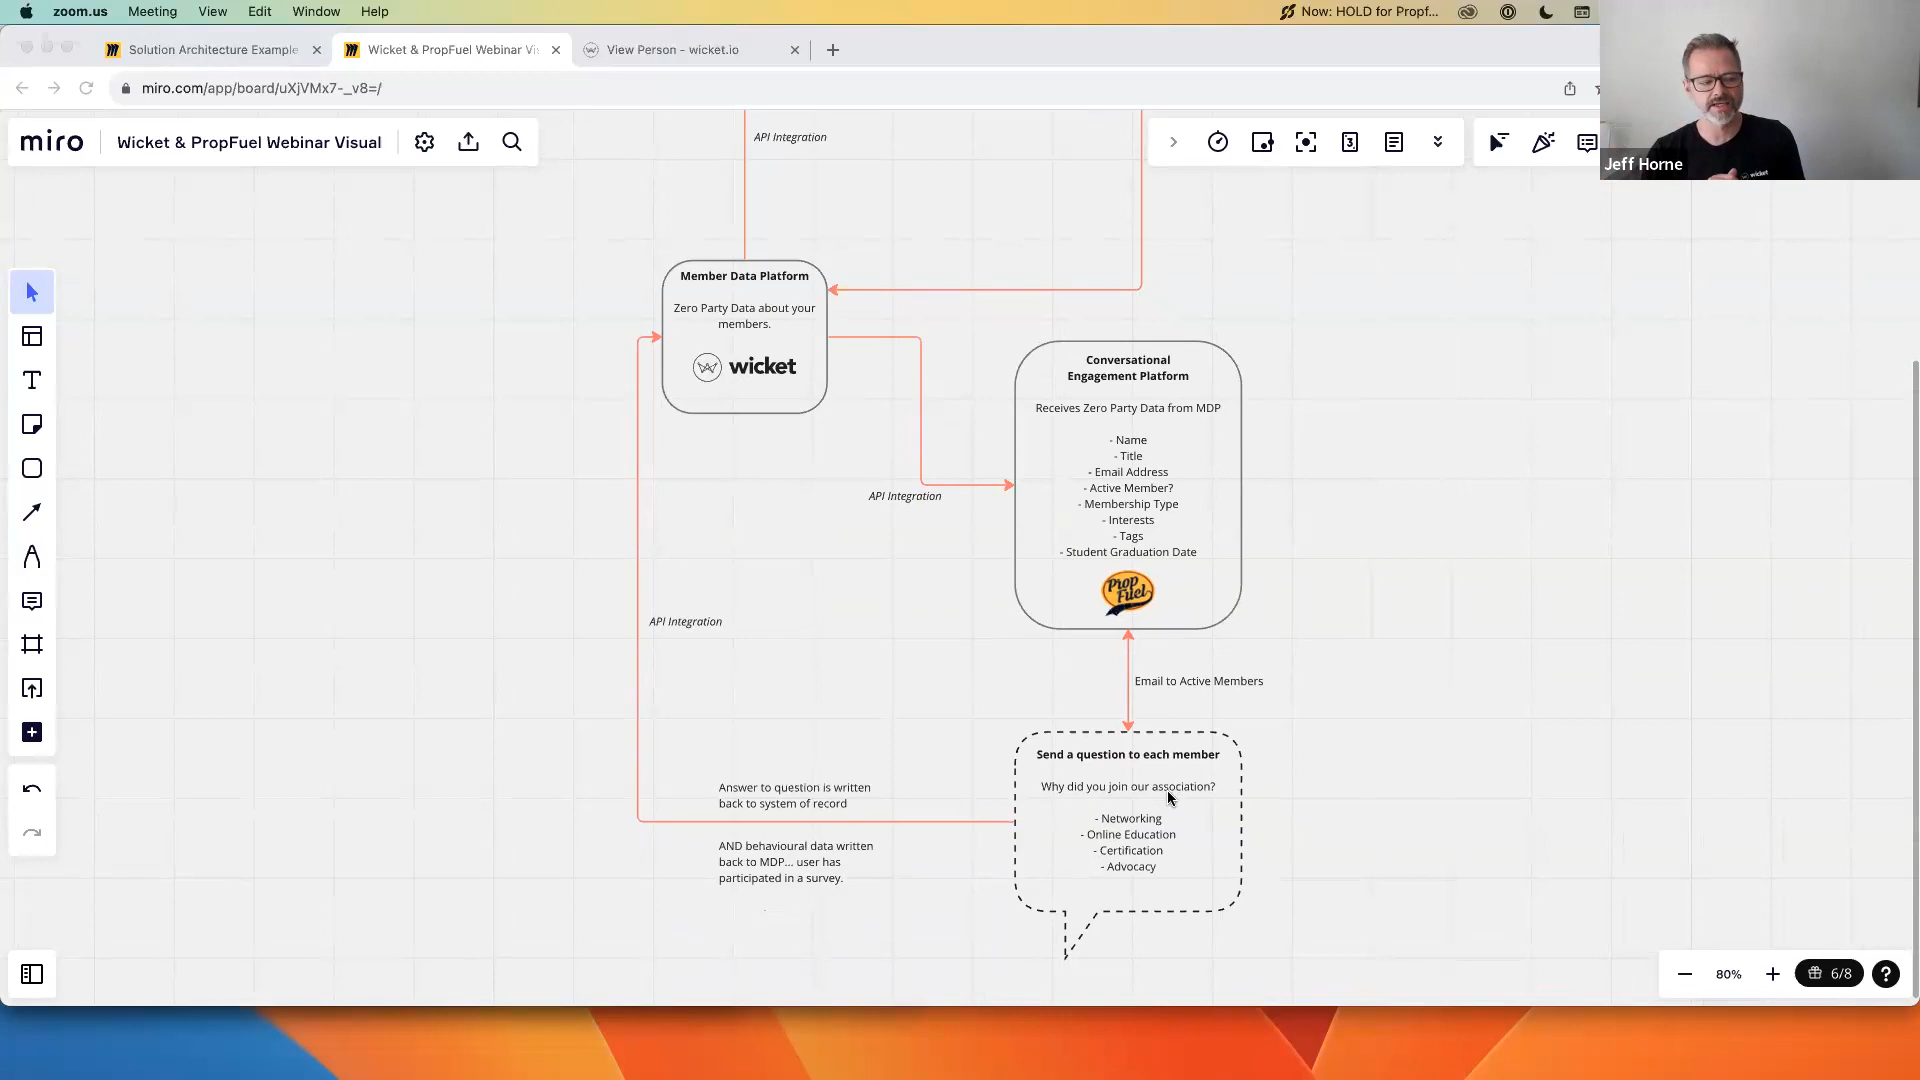 zoom.us Meeting View Edit Window Help
Now: HOLD for Propf...
Solution Architecture Example
Wicket & PropFuel Webinar Vi
View Person - wicket.io
miro.com/app/board/uXjVMx7-_v8=/
miro
Wicket & PropFuel Webinar Visual
3
Jeff Horne
wicket
API Integration
Member Data Platform
Zero Party Data about your
members.
wicket
Conversational
Engagement Platform
Receives Zero Party Data from MDP
- Name
- Title
- Email Address
- Active Member?
- Membership Type
- Interests
- Tags
- Student Graduation Date
Prop
Fuel
API Integration
API Integration
Email to Active Members
Send a question to each member
Why did you join our association?
- Networking
- Online Education
- Certification
- Advocacy
Answer to question is written
back to system of record
AND behavioural data written
back to MDP... user has
participated in a survey.
80%
6/8
?